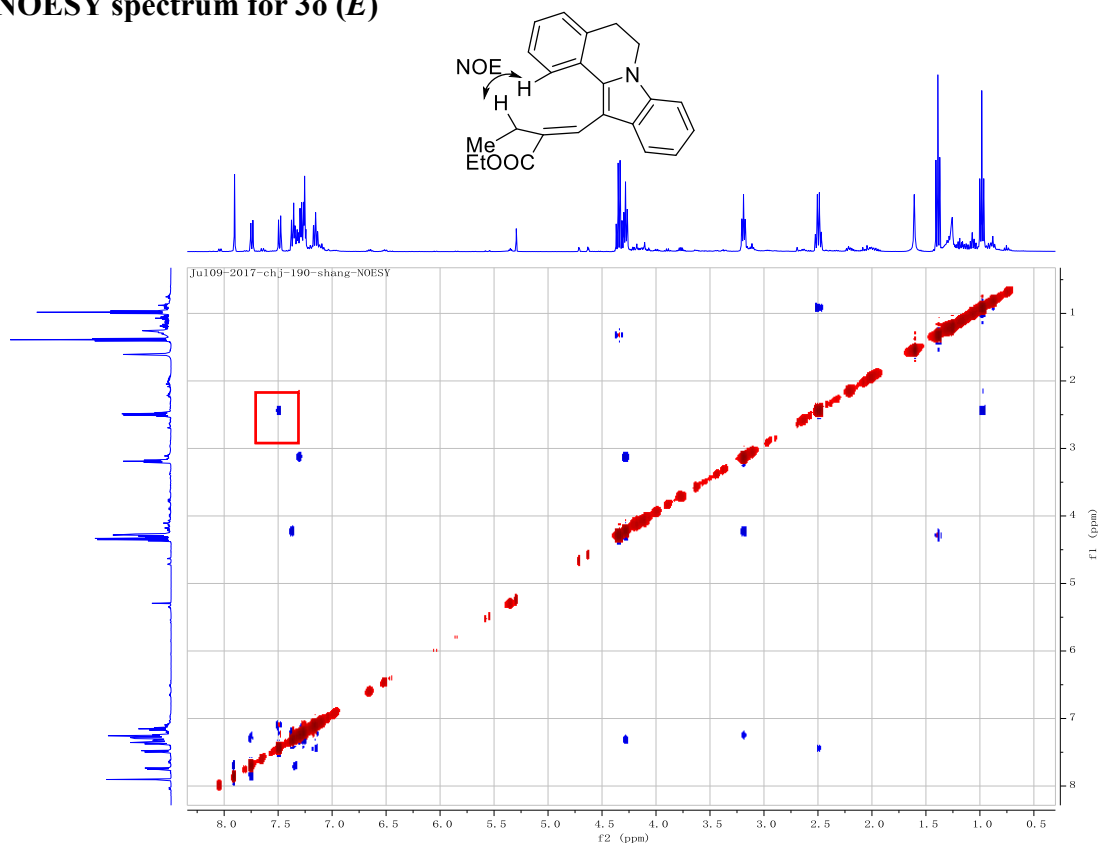 NOESY spectrum for 3o (E)
NOE
H
H
N
Me
EtOOC
Jul09-2017-chj-190-shang-NOESY
1
2
3
4
5
6
7
8
f1 (ppm)
8.0 7.5 7.0 6.5 6.0 5.5 5.0 4.5 4.0 3.5 3.0 2.5 2.0 1.5 1.0 0.5
f2 (ppm)